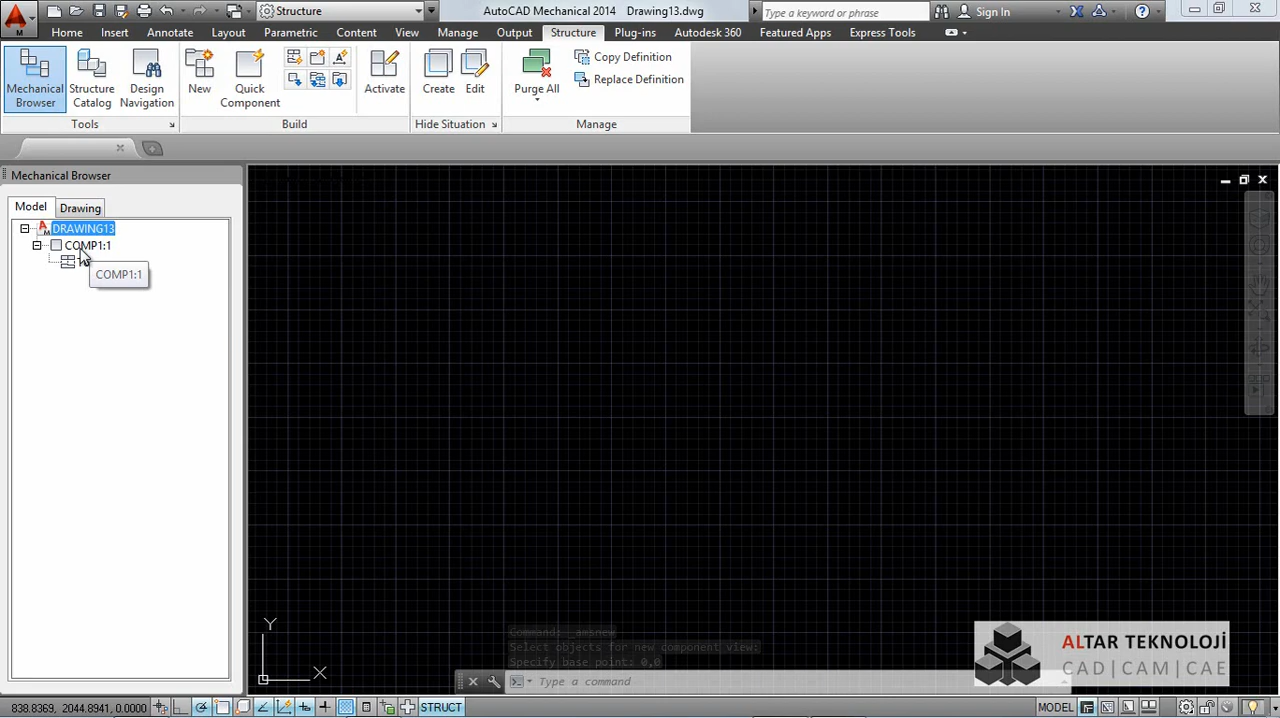 Structure
AutoCAD Mechanical 2014 Drawing13.dwg
Type a keyword or phrase
Sign In
Home Insert Annotate Layout Parametric Content View Manage Output Structure Plug-ins Autodesk 360 Featured Apps Express Tools
Mechanical Browser
Structure Catalog
Design Navigation
New
Quick Component
Activate
Create
Edit
Purge All
Copy Definition
Replace Definition
Tools
Build
Hide Situation
Manage
Mechanical Browser
Model Drawing
DRAWING13
COMP1:1
COMP1:1
Y
X
Command: _amsnew
Select objects for new component view:
Specify base point: 0,0
Type a command
ALTAR TEKNOLOJİ
CAD|CAM|CAE
838.8369, 2044.8941, 0.0000
STRUCT
MODEL